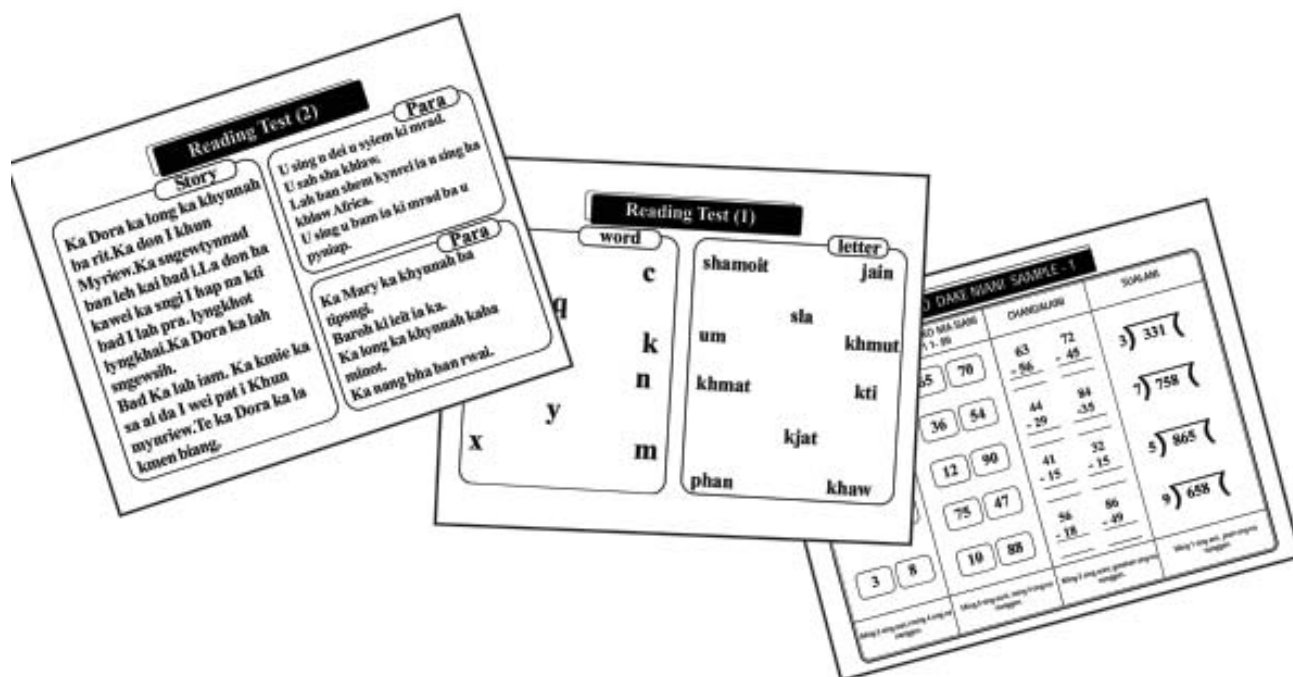 Reading Test (2)
Story
Ka Dora ka long ka khynnah
ba rit.Ka don I khun
Myriew.Ka sngewtynnad
ban leh kai bad i.La don ha
kawei ka sngi I hap na kti
bad I lah pra. lyngkhot
lyngkhai.Ka Dora ka lah
sngewsih.
Bad Ka lah iam. Ka kmie ka
sa ai da I wei pat i Khun
mynriew.Te ka Dora ka la
kmen biang.
Para
U sing u dei u syiem ki mrad.
U sah sha khlaw,
Lah ban shem kynrei ia u sing ha
khlaw Africa.
U sing u bam ia ki mrad ba u
pyniap.
Para
Ka Mary ka khynnah ba
tipsngi.
Baroh ki ieit ia ka.
Ka long ka khynnah kaba
minot.
Ka nang bha ban rwai.
Reading Test (1)
word
c
q
k
n
y
x
m
letter
shamoit jain
sla
um khmut
khmat kti
kjat
phan khaw
DAKE NIANI SAMPLE - 1
65 70
36 54
12 90
75 47
3 8
10 88
63 72
- 56 - 45
44 84
- 29 -35
41 32
- 15 - 15
56 86
- 18 - 49
3) 331 (
7) 758 (
5) 865 (
9) 658 (